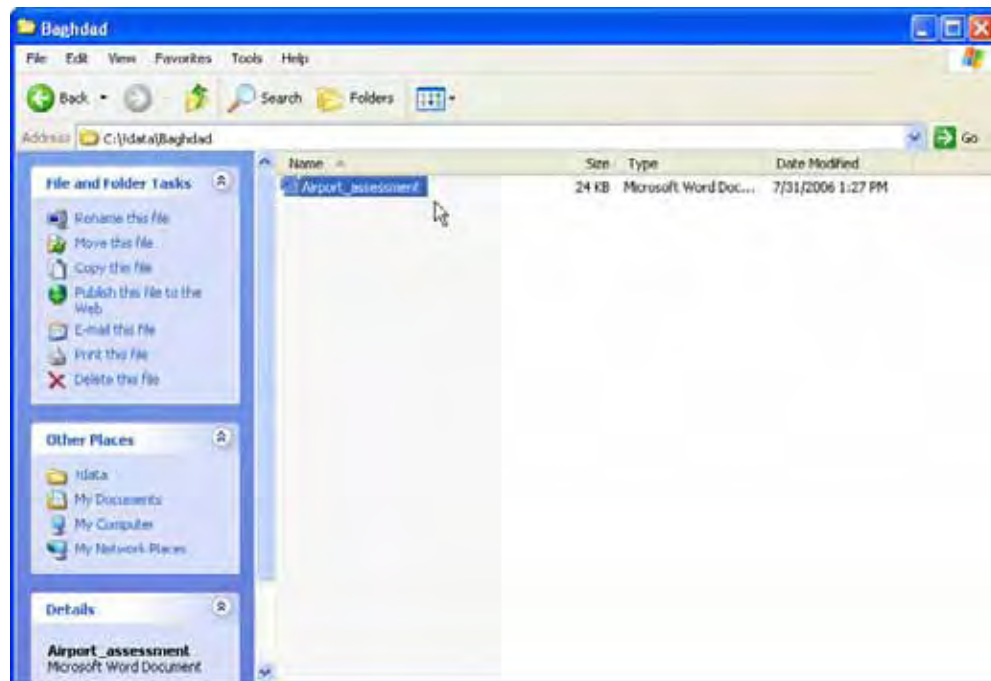 Baghdad
File Edit View Favorites Tools Help
Back Search Folders
Address C:\!data\Baghdad Go
Name Size Type Date Modified
Airport_assessment 24 KB Microsoft Word Doc... 7/31/2006 1:27 PM
File and Folder Tasks
Rename this file
Move this file
Copy this file
Publish this file to the
Web
E-mail this file
Print this file
Delete this file
Other Places
!data
My Documents
My Computer
My Network Places
Details
Airport_assessment
Microsoft Word Document